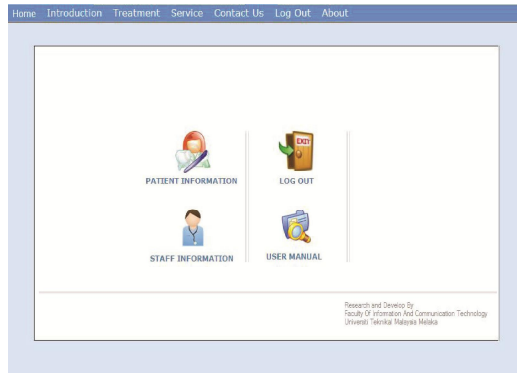 Home Introduction Treatment Service Contact Us Log Out About
EXIT
PATIENT INFORMATION
LOG OUT
STAFF INFORMATION
USER MANUAL
Research and Develop By
Faculty Of Information And Communication Technology
Universiti Teknikal Malaysia Melaka